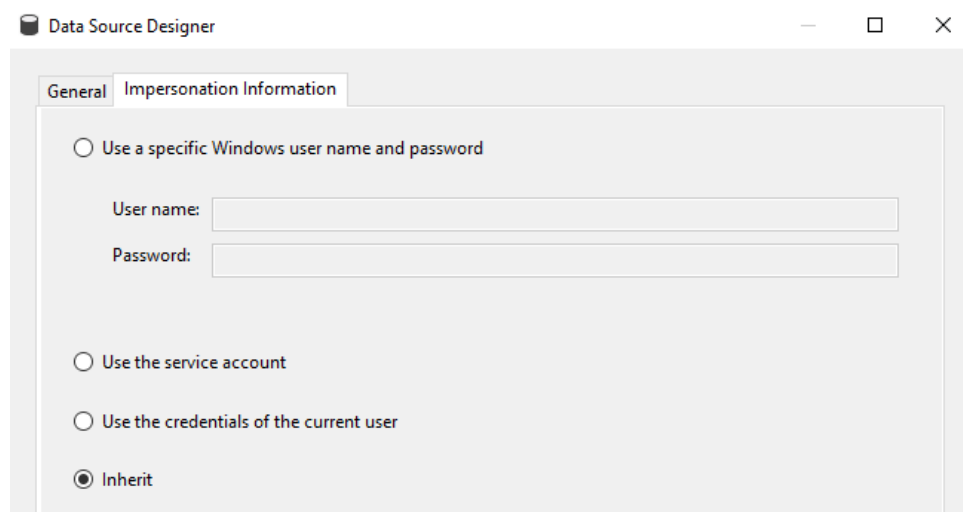 Data Source Designer
General
Impersonation Information
Use a specific Windows user name and password
User name:
Password:
Use the service account
Use the credentials of the current user
Inherit